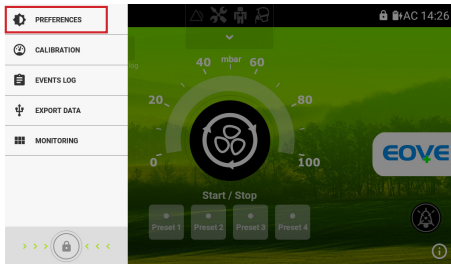 PREFERENCES
CALIBRATION
EVENTS LOG
EXPORT DATA
MONITORING
AC 14:26
mbar
0
20
40
60
80
100
Start / Stop
Preset 1
Preset 2
Preset 3
Preset 4
EOVE